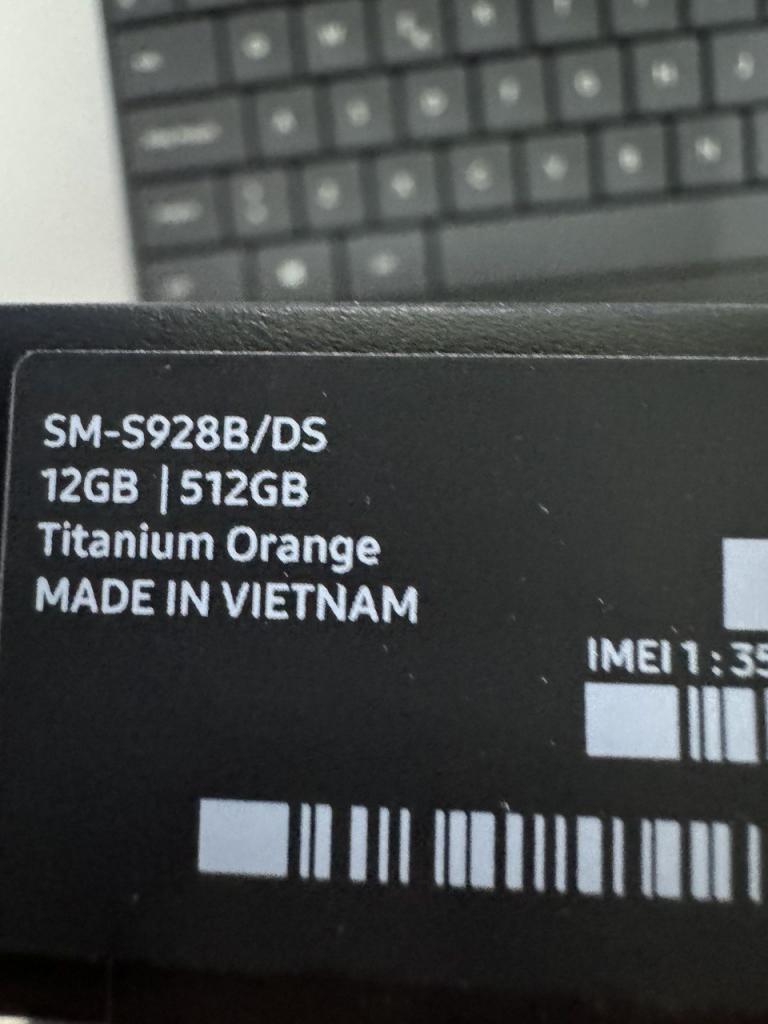 SM-S928B/DS
12GB | 512GB
Titanium Orange
MADE IN VIETNAM
IMEI 1 : 35